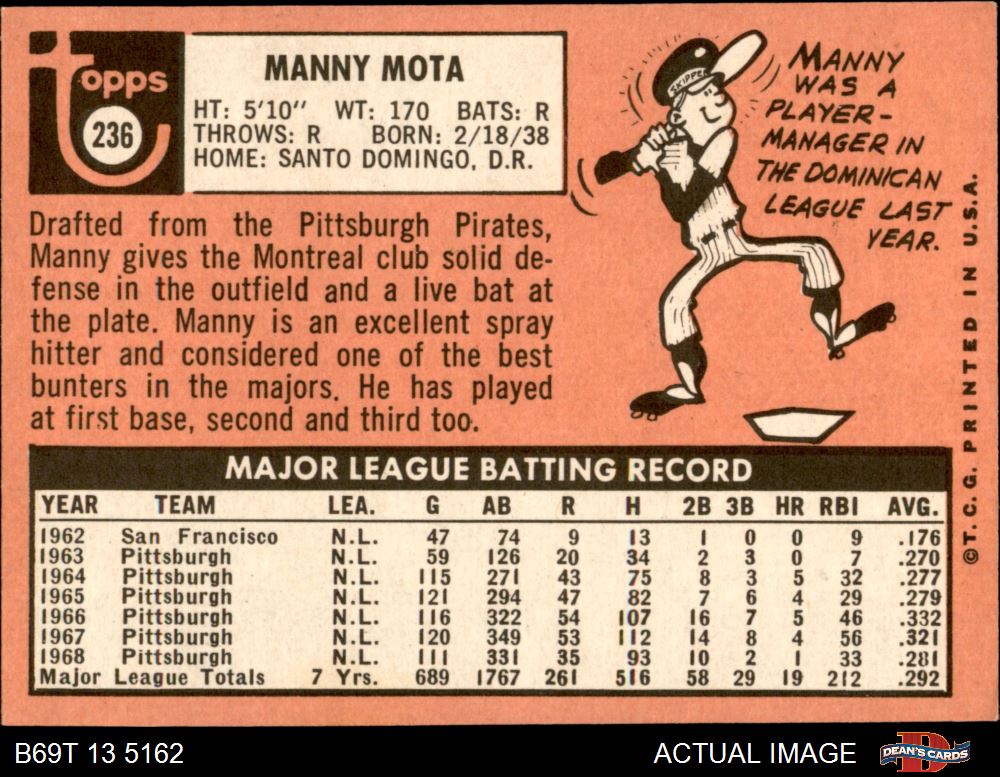 topps
236
MANNY MOTA
HT: 5'10" WT: 170 BATS: R
THROWS: R BORN: 2/18/38
HOME: SANTO DOMINGO, D.R.
SKIPPER
MANNY
WAS A
PLAYER-
MANAGER IN
THE DOMINICAN
LEAGUE LAST
YEAR.
Drafted from the Pittsburgh Pirates,
Manny gives the Montreal club solid de-
fense in the outfield and a live bat at
the plate. Manny is an excellent spray
hitter and considered one of the best
bunters in the majors. He has played
at first base, second and third too.
MAJOR LEAGUE BATTING RECORD
YEAR TEAM LEA. G AB R H 2B 3B HR RBI AVG.
1962 San Francisco N.L. 47 74 9 13 1 0 0 9 .176
1963 Pittsburgh N.L. 59 126 20 34 2 3 0 7 .270
1964 Pittsburgh N.L. 115 271 43 75 8 3 5 32 .277
1965 Pittsburgh N.L. 121 294 47 82 7 6 4 29 .279
1966 Pittsburgh N.L. 116 322 54 107 16 7 5 46 .332
1967 Pittsburgh N.L. 120 349 53 112 14 8 4 56 .321
1968 Pittsburgh N.L. 111 331 35 93 10 2 1 33 .281
Major League Totals 7 Yrs. 689 1767 261 516 58 29 19 212 .292
©T.C.G. PRINTED IN U.S.A.
B69T 13 5162
ACTUAL IMAGE
DEAN'S CARDS